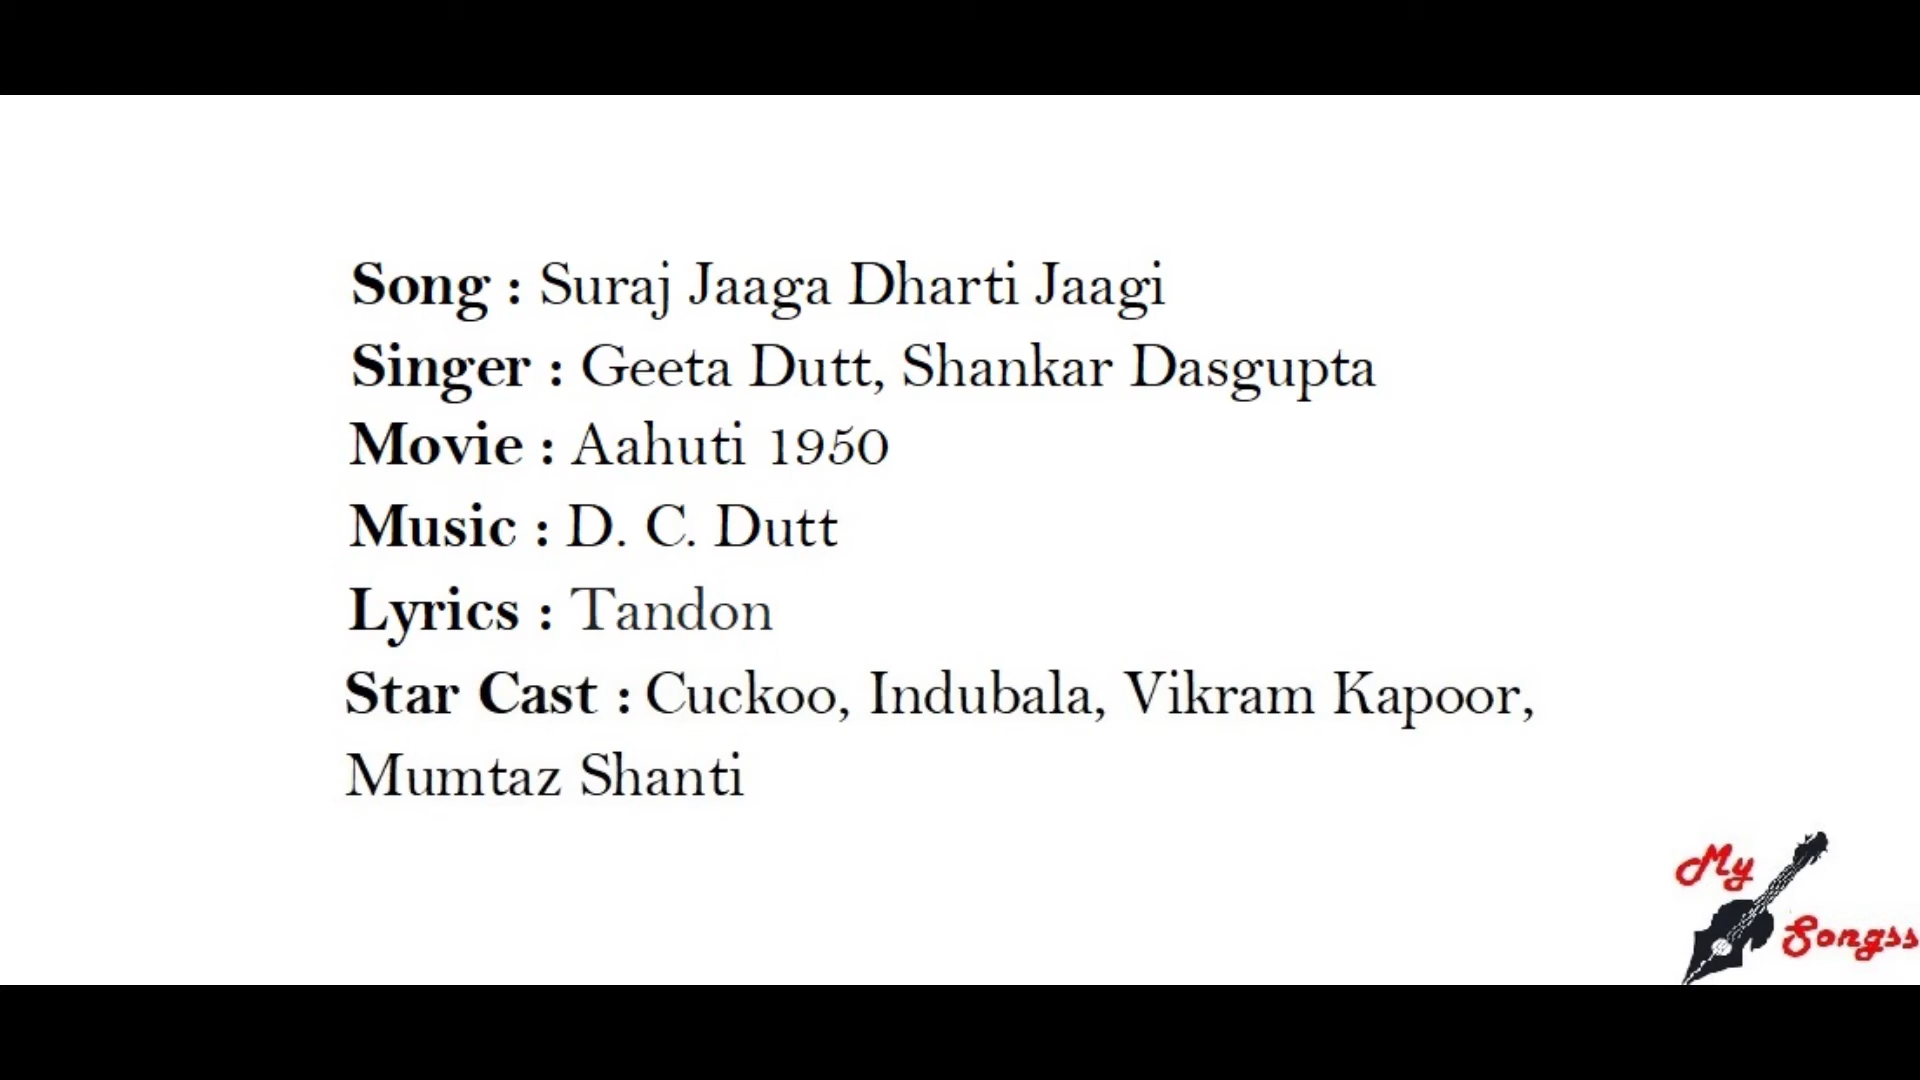 Song : Suraj Jaaga Dharti Jaagi
Singer : Geeta Dutt, Shankar Dasgupta
Movie : Aahuti 1950
Music : D. C. Dutt
Lyrics : Tandon
Star Cast : Cuckoo, Indubala, Vikram Kapoor,
Mumtaz Shanti
My
Songss